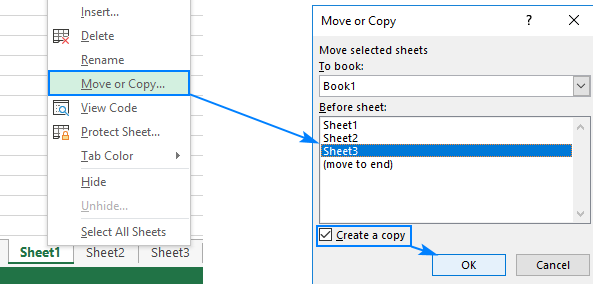 Insert...
Delete
Rename
Move or Copy...
View Code
Protect Sheet...
Tab Color
Hide
Unhide...
Select All Sheets
Sheet1 Sheet2 Sheet3
Move or Copy
?
Move selected sheets
To book:
Book1
Before sheet:
Sheet1
Sheet2
Sheet3
(move to end)
Create a copy
OK Cancel